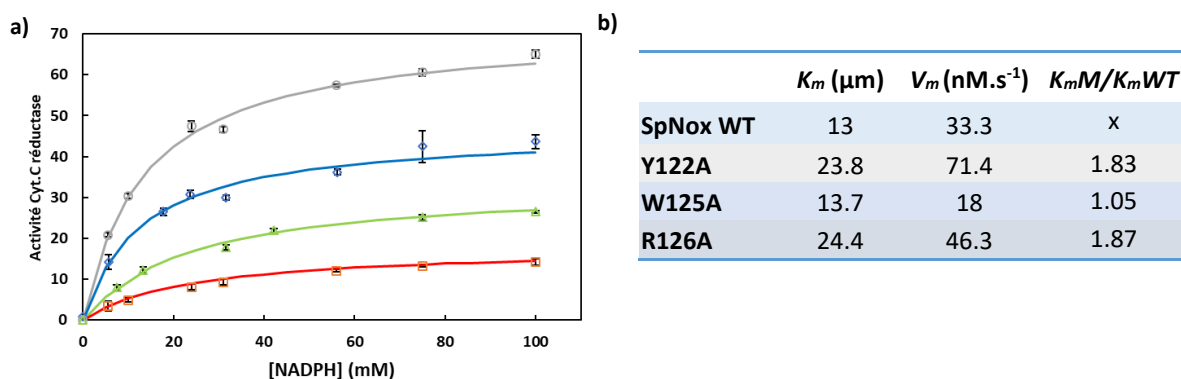 a)
Activité Cyt.C réductase
70
60
50
40
30
20
10
0
0 20 40 60 80 100
[NADPH] (mM)
b)
Km (µm) Vm (nM.s-1) KmM/KmWT
SpNox WT 13 33.3 x
Y122A 23.8 71.4 1.83
W125A 13.7 18 1.05
R126A 24.4 46.3 1.87